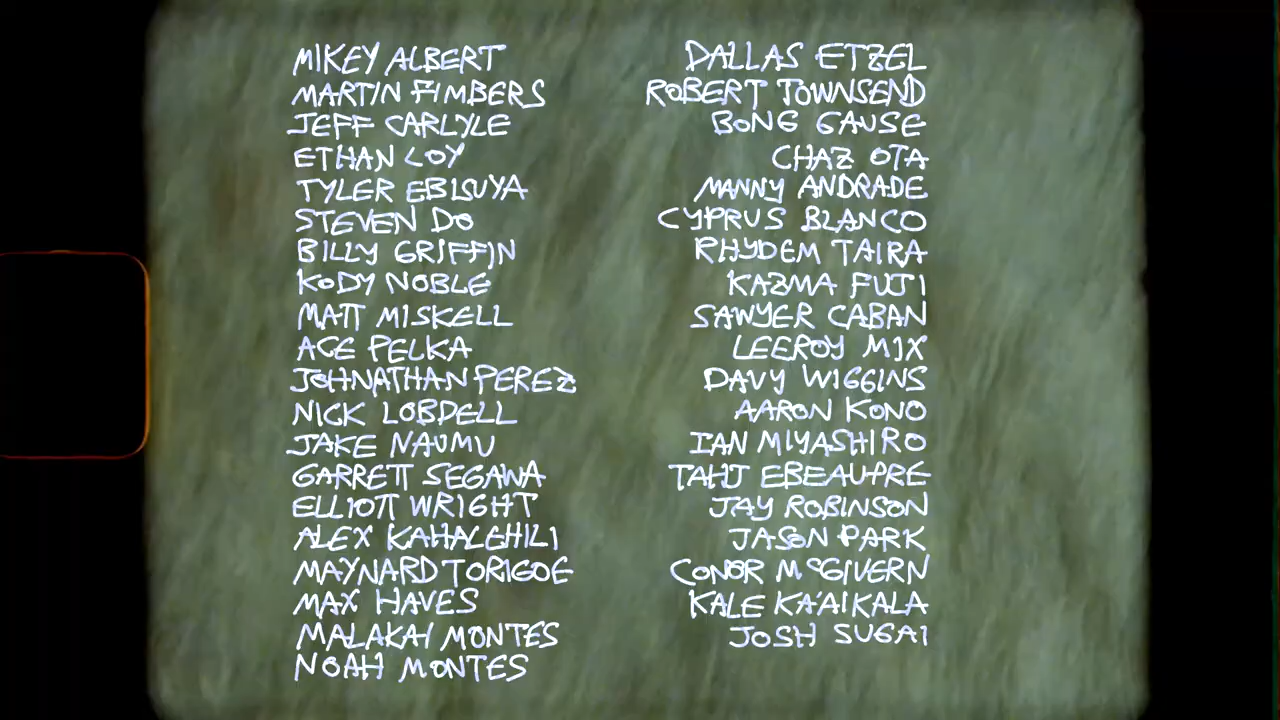 MIKEY ALBERT
MARTIN FIMBERS
JEFF CARLYLE
ETHAN LOY
TYLER EBISUYA
STEVEN DO
BILLY GRIFFIN
KODY NOBLE
MATT MISKELL
ACE PELKA
JOHNATHAN PEREZ
NICK LOBDELL
JAKE NAUMU
GARRETT SEGAWA
ELLIOTT WRIGHT
ALEX KAHALEHILI
MAYNARD TORIGOE
MAX HAVES
MALAKAI MONTES
NOAH MONTES
DALLAS ETZEL
ROBERT TOWNSEND
BONG GAUSE
CHAZ OTA
MANNY ANDRADE
CYPRUS BLANCO
RHYDEM TAIRA
KAZMA FUJI
SAWYER CABAN
LEEROY MIX
DAVY WIGGINS
AARON KONO
IAN MIYASHIRO
TAHJ EBEAUPRE
JAY ROBINSON
JASON PARK
CONOR MCGIVERN
KALE KA'AIKALA
JOSH SUGAI